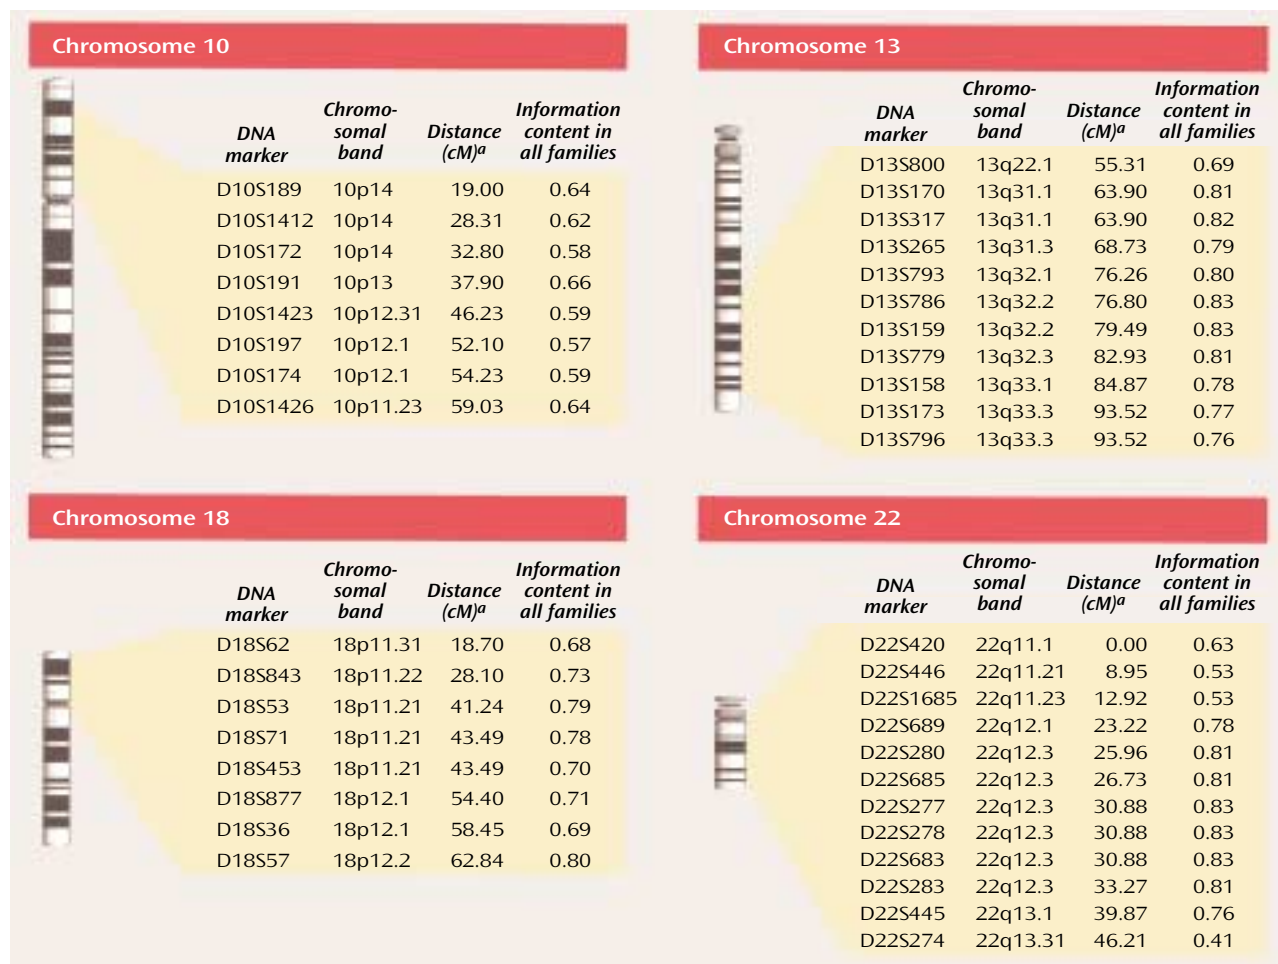 Chromosome 10
DNA marker Chromo-somal band Distance (cM)a Information content in all families
D10S189 10p14 19.00 0.64
D10S1412 10p14 28.31 0.62
D10S172 10p14 32.80 0.58
D10S191 10p13 37.90 0.66
D10S1423 10p12.31 46.23 0.59
D10S197 10p12.1 52.10 0.57
D10S174 10p12.1 54.23 0.59
D10S1426 10p11.23 59.03 0.64
Chromosome 13
DNA marker Chromo-somal band Distance (cM)a Information content in all families
D13S800 13q22.1 55.31 0.69
D13S170 13q31.1 63.90 0.81
D13S317 13q31.1 63.90 0.82
D13S265 13q31.3 68.73 0.79
D13S793 13q32.1 76.26 0.80
D13S786 13q32.2 76.80 0.83
D13S159 13q32.2 79.49 0.83
D13S779 13q32.3 82.93 0.81
D13S158 13q33.1 84.87 0.78
D13S173 13q33.3 93.52 0.77
D13S796 13q33.3 93.52 0.76
Chromosome 18
DNA marker Chromo-somal band Distance (cM)a Information content in all families
D18S62 18p11.31 18.70 0.68
D18S843 18p11.22 28.10 0.73
D18S53 18p11.21 41.24 0.79
D18S71 18p11.21 43.49 0.78
D18S453 18p11.21 43.49 0.70
D18S877 18p12.1 54.40 0.71
D18S36 18p12.1 58.45 0.69
D18S57 18p12.2 62.84 0.80
Chromosome 22
DNA marker Chromo-somal band Distance (cM)a Information content in all families
D22S420 22q11.1 0.00 0.63
D22S446 22q11.21 8.95 0.53
D22S1685 22q11.23 12.92 0.53
D22S689 22q12.1 23.22 0.78
D22S280 22q12.3 25.96 0.81
D22S685 22q12.3 26.73 0.81
D22S277 22q12.3 30.88 0.83
D22S278 22q12.3 30.88 0.83
D22S683 22q12.3 30.88 0.83
D22S283 22q12.3 33.27 0.81
D22S445 22q13.1 39.87 0.76
D22S274 22q13.31 46.21 0.41